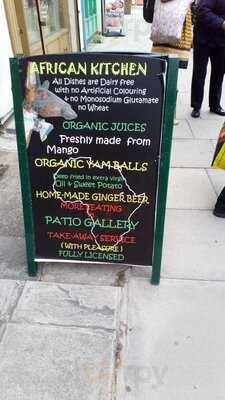 AFRICAN KITCHEN
All Dishes are Dairy free
with no Artificial Colouring
& no Monosodium Glutamate
no Wheat
ORGANIC JUICES
Freshly made from
Mango
ORGANIC YAM BALLS
Deep fried in extra virgin
Oil & Sweet Potato
HOME-MADE GINGER BEER
MORE SEATING
PATIO GALLERY
TAKE-AWAY SERVICE
( WITH PLEASURE )
FULLY LICENSED